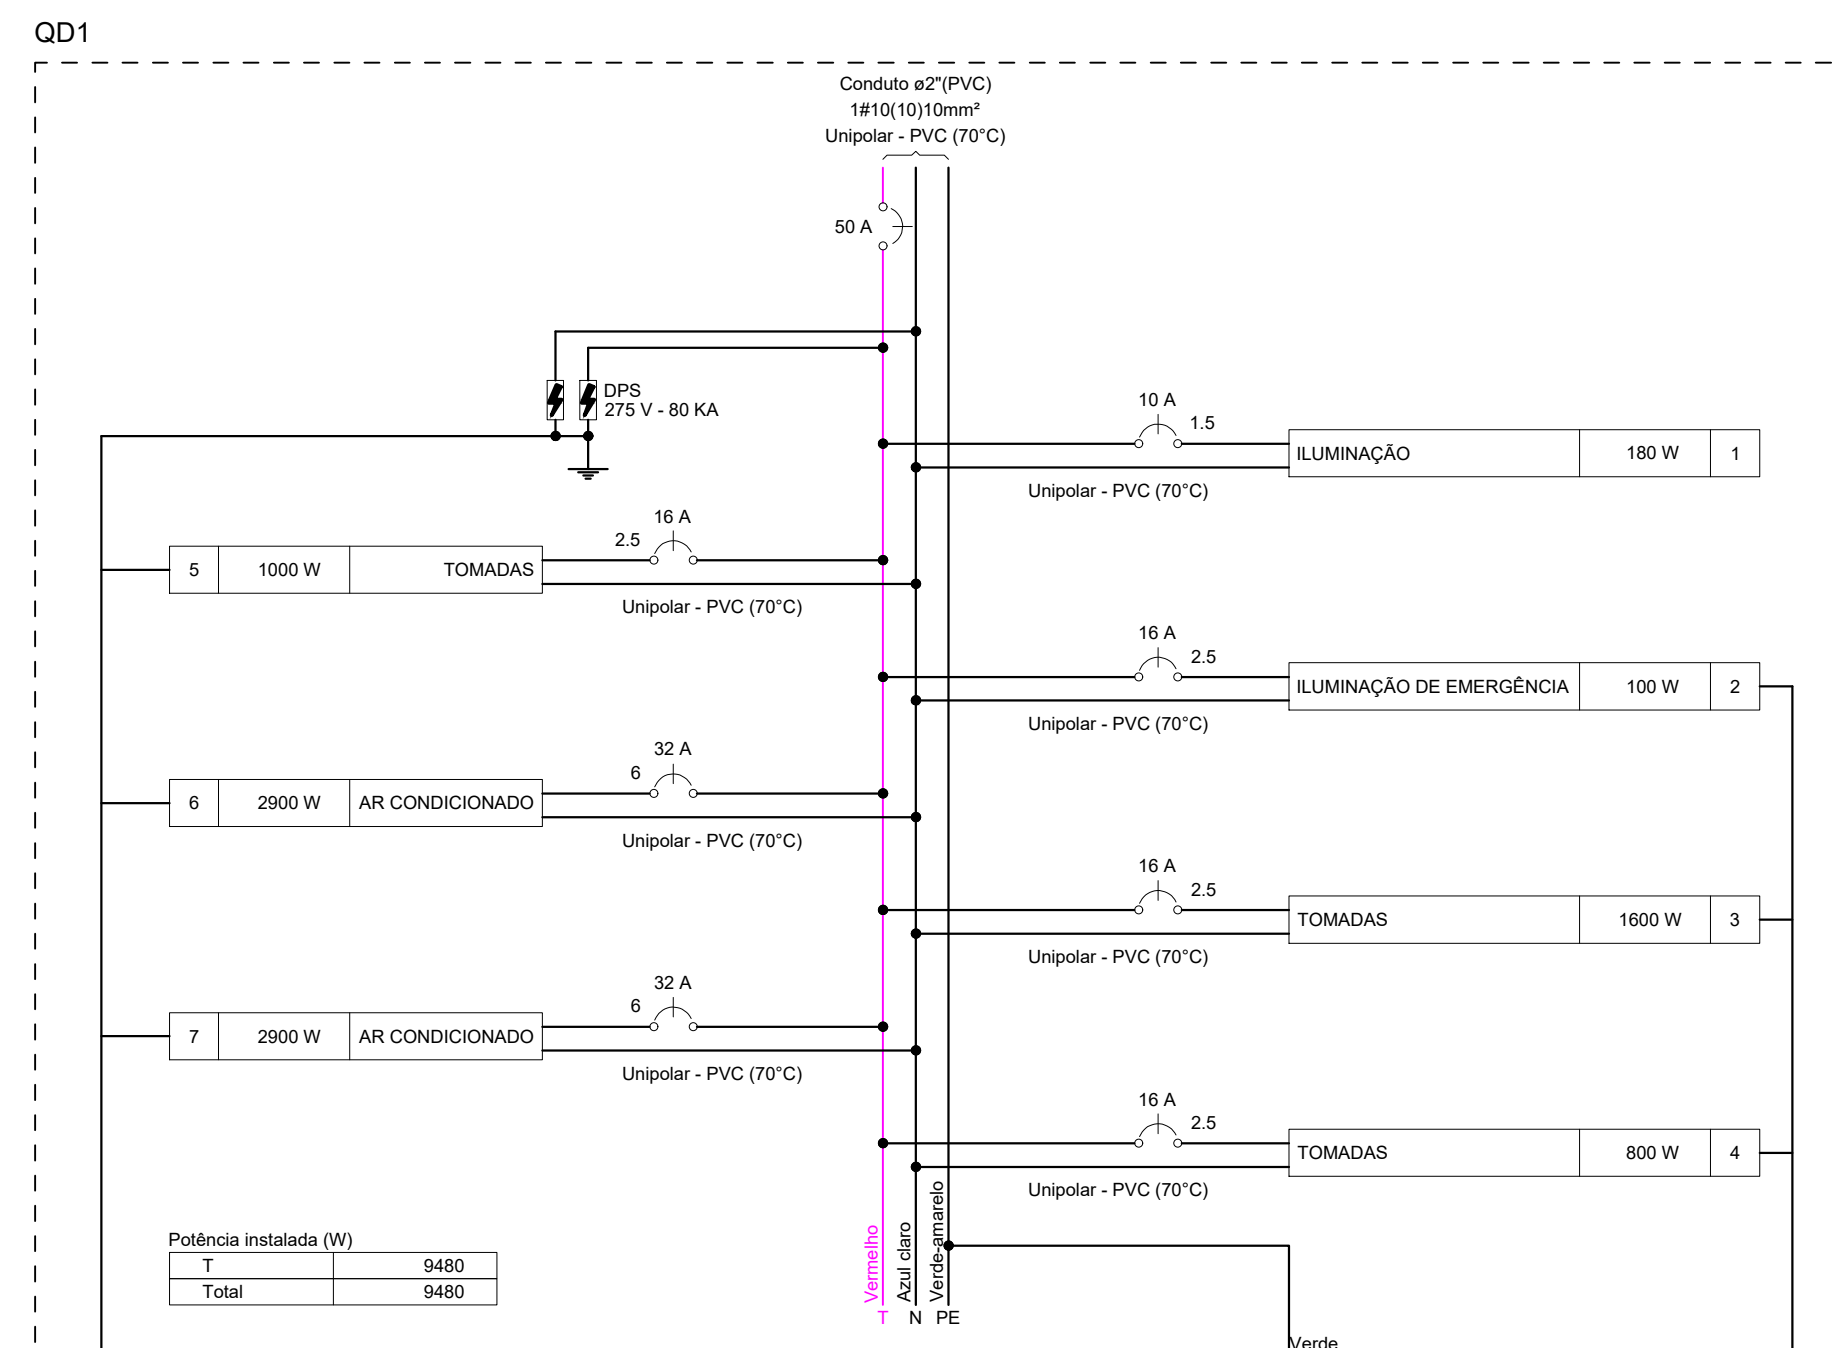 QD1
Conduto ø2"(PVC)
1#10(10)10mm²
Unipolar - PVC (70°C)
50 A
DPS
275 V - 80 KA
10 A
1.5
ILUMINAÇÃO 180 W 1
Unipolar - PVC (70°C)
16 A
2.5
5 1000 W TOMADAS
Unipolar - PVC (70°C)
16 A
2.5
ILUMINAÇÃO DE EMERGÊNCIA 100 W 2
Unipolar - PVC (70°C)
32 A
6
6 2900 W AR CONDICIONADO
Unipolar - PVC (70°C)
16 A
2.5
TOMADAS 1600 W 3
Unipolar - PVC (70°C)
32 A
6
7 2900 W AR CONDICIONADO
Unipolar - PVC (70°C)
16 A
2.5
TOMADAS 800 W 4
Unipolar - PVC (70°C)
Potência instalada (W)
T 9480
Total 9480
Vermelho
Azul claro
Verde-amarelo
T N PE
Verde